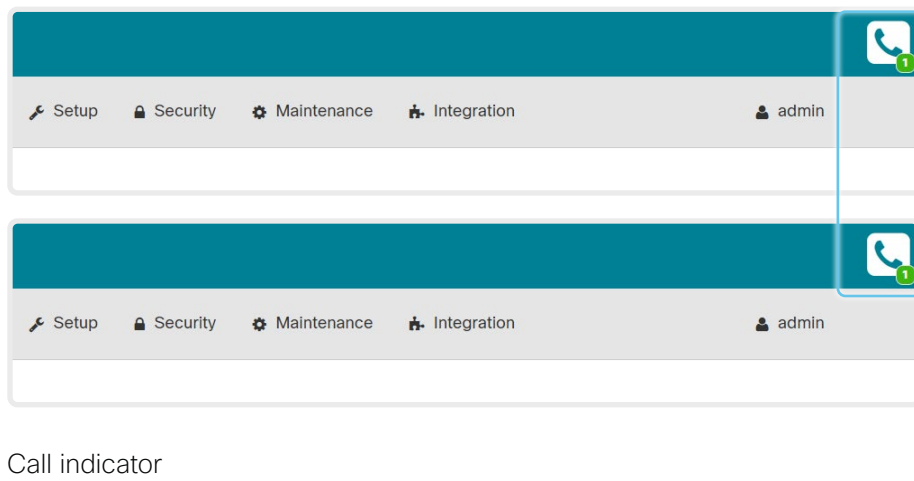 1
Setup Security Maintenance Integration admin
1
Setup Security Maintenance Integration admin
Call indicator